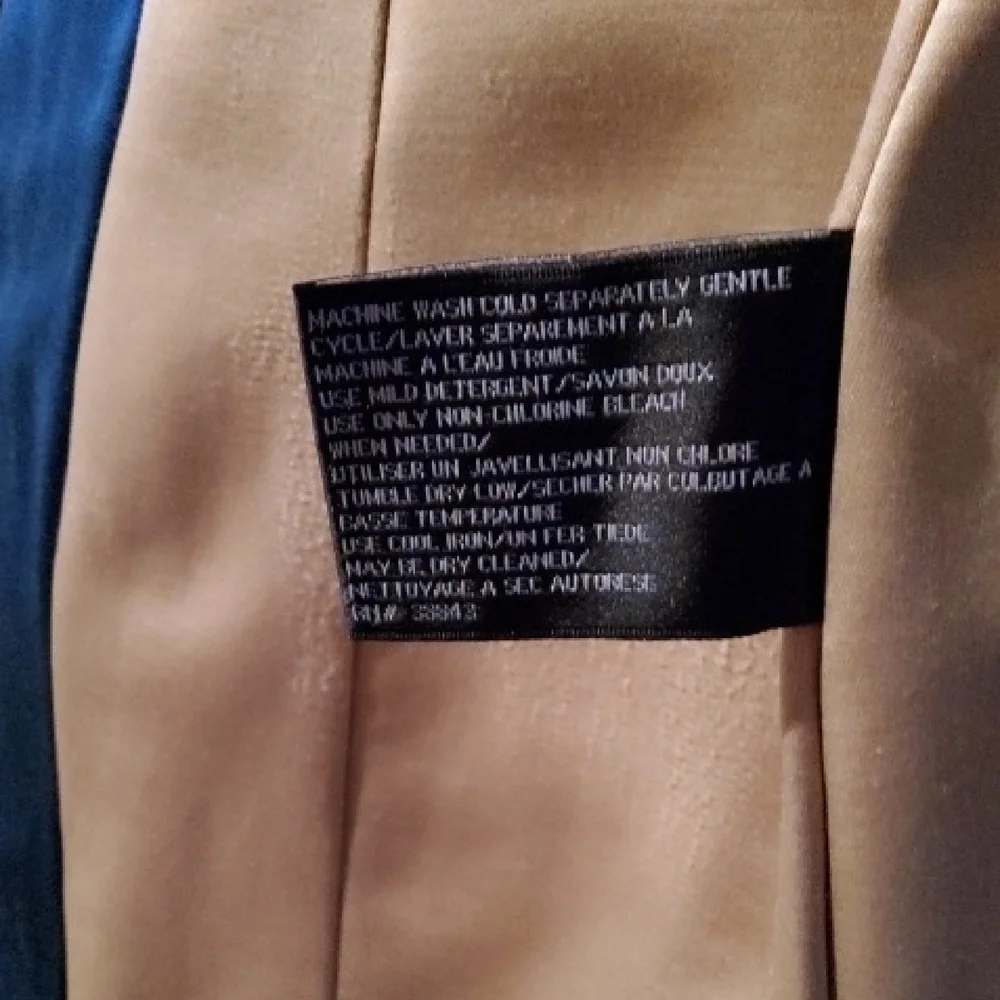 MACHINE WASH COLD SEPARATELY GENTLE
CYCLE/LAVER SEPAREMENT A LA
MACHINE A L'EAU FROIDE
USE MILD DETERGENT/SAVON DOUX
USE ONLY NON-CHLORINE BLEACH
WHEN NEEDED/
UTILISER UN JAVELLISANT NON CHLORE
TUMBLE DRY LOW/SECHER PAR CULBUTAGE A
BASSE TEMPERATURE
USE COOL IRON/UN FER TIEDE
MAY BE DRY CLEANED/
NETTOYAGE A SEC AUTORESE
RN# 38843